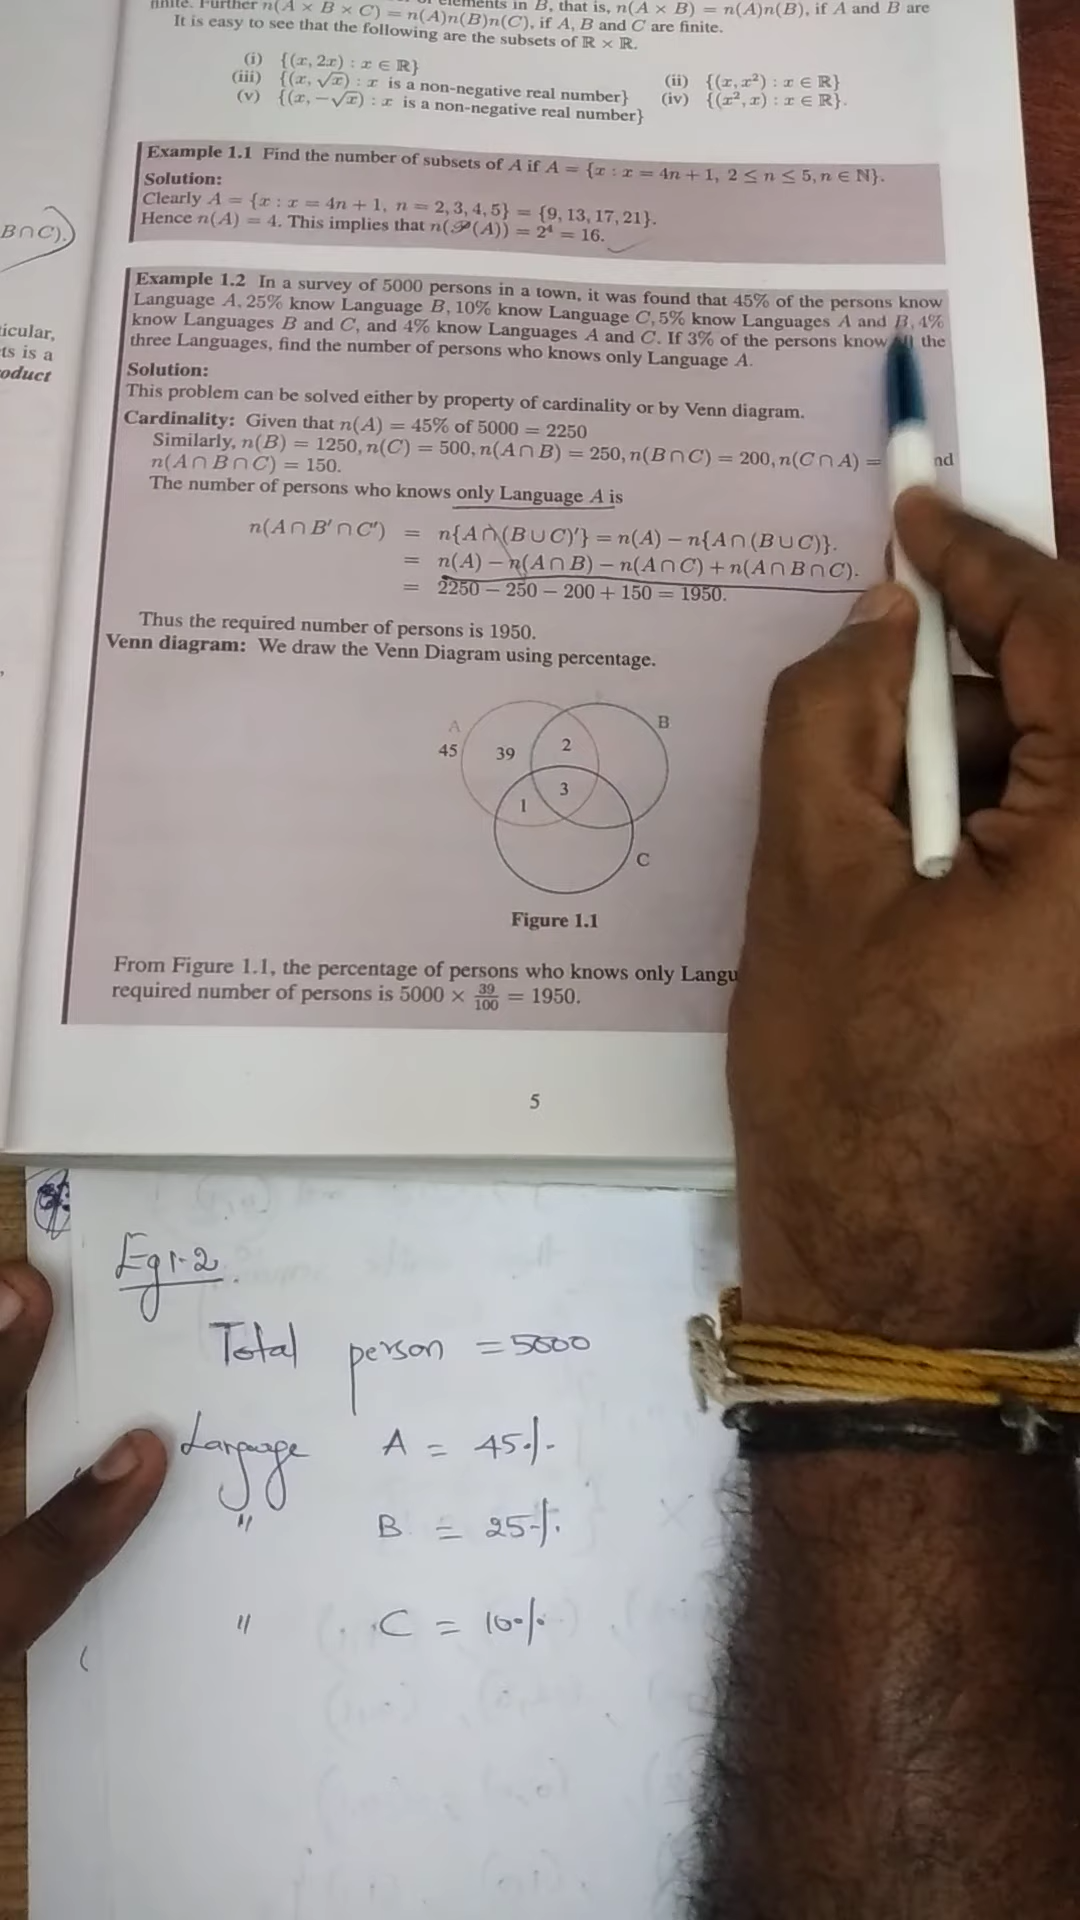 finite. Further n(A × B × C) = n(A)n(B)n(C), if A, B and C are finite.
elements in B, that is, n(A × B) = n(A)n(B), if A and B are
It is easy to see that the following are the subsets of ℝ × ℝ.
(i) {(x, 2x) : x ∈ ℝ}
(ii) {(x, x²) : x ∈ ℝ}
(iii) {(x, √x) : x is a non-negative real number}
(iv) {(x², x) : x ∈ ℝ}.
(v) {(x, −√x) : x is a non-negative real number}
Example 1.1 Find the number of subsets of A if A = {x : x = 4n + 1, 2 ≤ n ≤ 5, n ∈ ℕ}.
Solution:
Clearly A = {x : x = 4n + 1, n = 2, 3, 4, 5} = {9, 13, 17, 21}.
Hence n(A) = 4. This implies that n(𝒫(A)) = 2⁴ = 16.
B∩C).
icular,
ts is a
oduct
Example 1.2 In a survey of 5000 persons in a town, it was found that 45% of the persons know
Language A, 25% know Language B, 10% know Language C, 5% know Languages A and B, 4%
know Languages B and C, and 4% know Languages A and C. If 3% of the persons know the
three Languages, find the number of persons who knows only Language A.
Solution:
This problem can be solved either by property of cardinality or by Venn diagram.
Cardinality: Given that n(A) = 45% of 5000 = 2250
Similarly, n(B) = 1250, n(C) = 500, n(A ∩ B) = 250, n(B ∩ C) = 200, n(C ∩ A) = nd
n(A ∩ B ∩ C) = 150.
The number of persons who knows only Language A is
n(A ∩ B′ ∩ C′) = n{A ∩ (B ∪ C)′} = n(A) − n{A ∩ (B ∪ C)}.
= n(A) − n(A ∩ B) − n(A ∩ C) + n(A ∩ B ∩ C).
= 2250 − 250 − 200 + 150 = 1950.
Thus the required number of persons is 1950.
Venn diagram: We draw the Venn Diagram using percentage.
A B
45 39 2
3
1
C
Figure 1.1
From Figure 1.1, the percentage of persons who knows only Langu
required number of persons is 5000 × 39/100 = 1950.
5
Eg 1.2
Total person = 5000
Language A = 45%
" B = 25%
" C = 10%